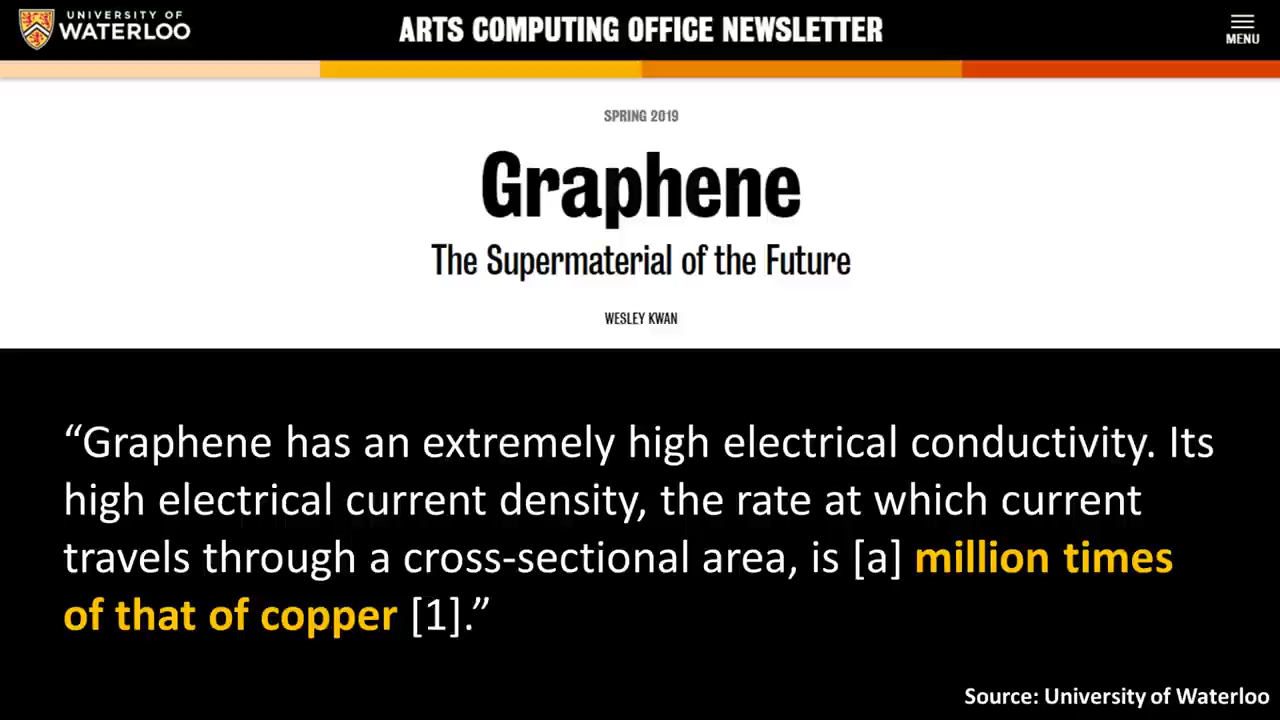 UNIVERSITY OF
WATERLOO
ARTS COMPUTING OFFICE NEWSLETTER
MENU
SPRING 2019
Graphene
The Supermaterial of the Future
WESLEY KWAN
“Graphene has an extremely high electrical conductivity. Its
high electrical current density, the rate at which current
travels through a cross-sectional area, is [a] million times
of that of copper [1].”
Source: University of Waterloo